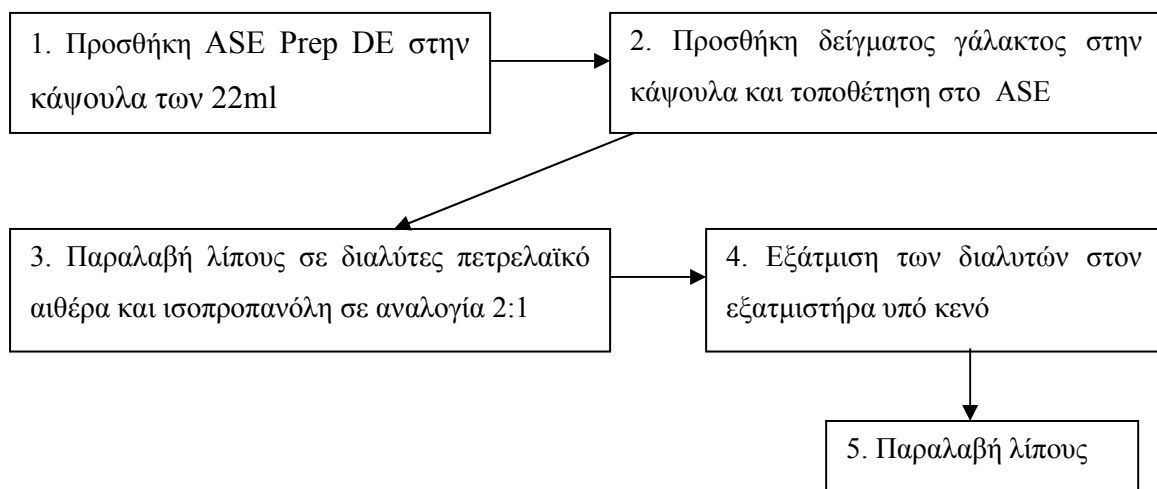 1. Προσθήκη ASE Prep DE στην
κάψουλα των 22ml
2. Προσθήκη δείγματος γάλακτος στην
κάψουλα και τοποθέτηση στο ASE
3. Παραλαβή λίπους σε διαλύτες πετρελαϊκό
αιθέρα και ισοπροπανόλη σε αναλογία 2:1
4. Εξάτμιση των διαλυτών στον
εξατμιστήρα υπό κενό
5. Παραλαβή λίπους